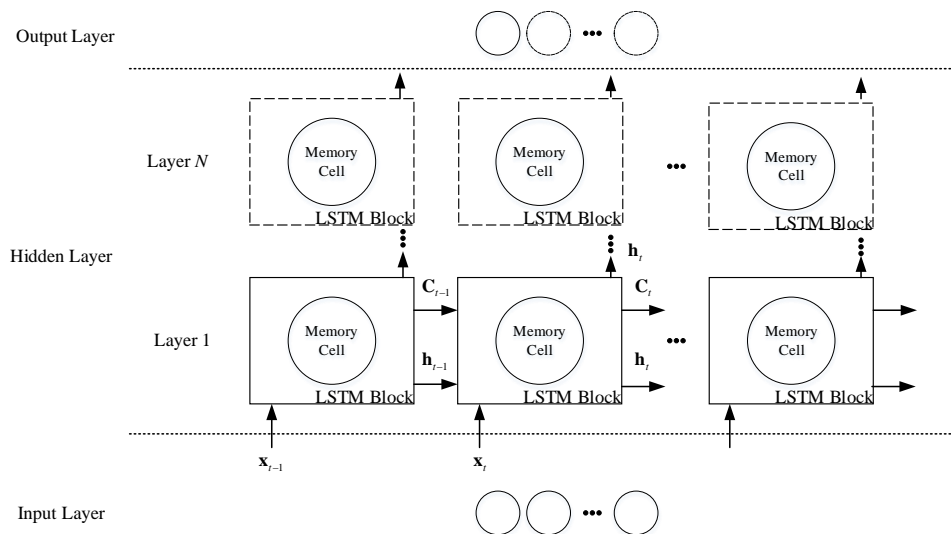 Output Layer
Layer N
Memory
Cell
LSTM Block
Memory
Cell
LSTM Block
Memory
Cell
LSTM Block
Hidden Layer
h_t
C_{t-1}
C_t
Layer 1
Memory
Cell
LSTM Block
Memory
Cell
LSTM Block
Memory
Cell
LSTM Block
h_{t-1}
h_t
x_{t-1}
x_t
Input Layer